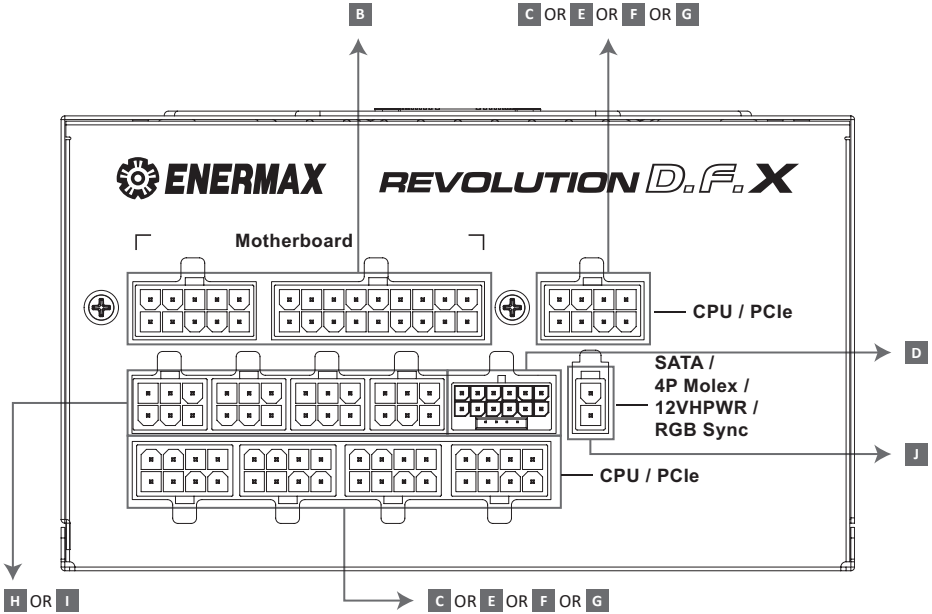 B
C OR E OR F OR G
ENERMAX
REVOLUTION D.F.X
Motherboard
CPU / PCIe
D
SATA /
4P Molex /
12VHPWR /
RGB Sync
J
CPU / PCIe
H OR I
C OR E OR F OR G